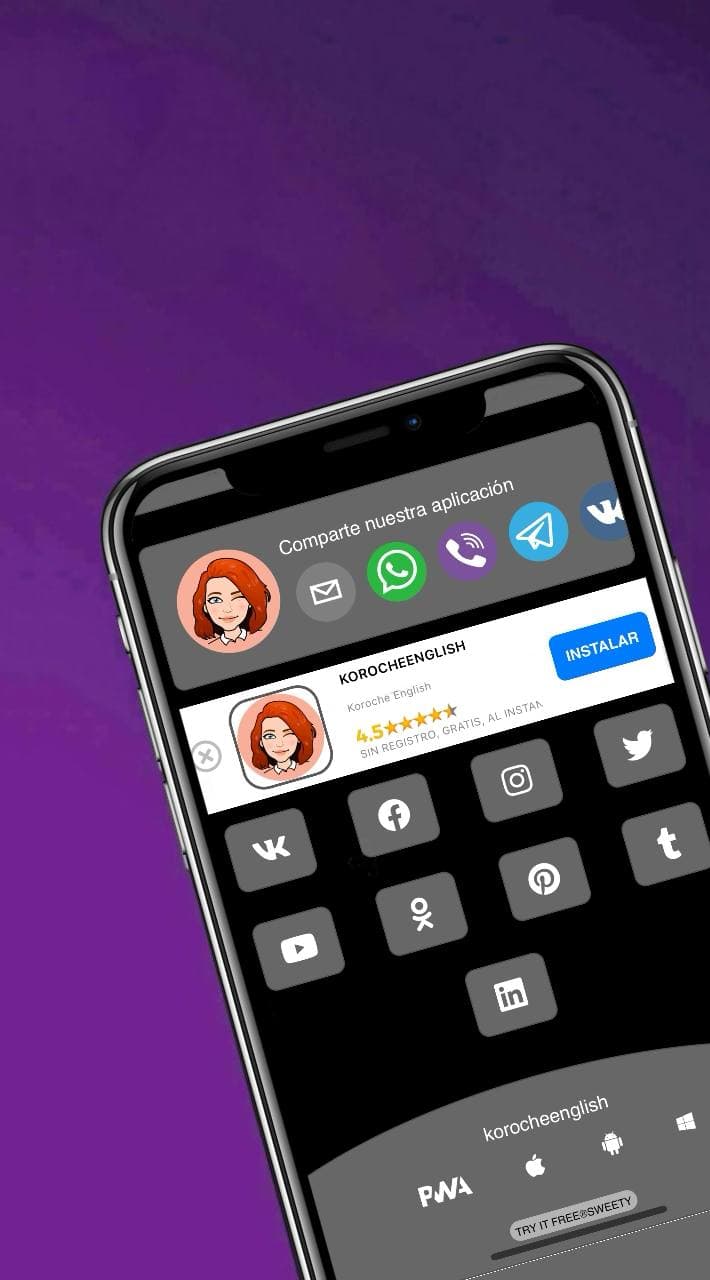 Comparte nuestra aplicación
KOROCHEENGLISH
Koroche English
INSTALAR
4.5
SIN REGISTRO, GRATIS, AL INSTAN
korocheenglish
PWA
TRY IT FREE®SWEETY